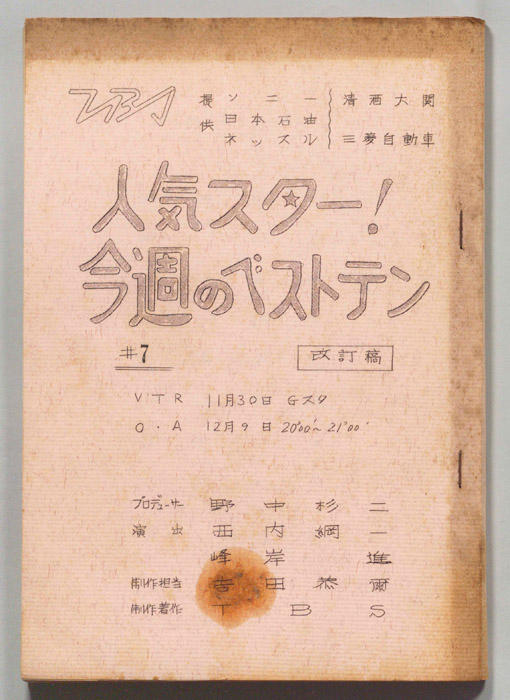 TBS
提供 ソニー 日本石油 ネッスル 清酒大関 三菱自動車
人気スター!
今週のベストテン
#7 改訂稿
VTR 11月30日 Gスタ
O.A 12月9日 20'00"~21'00"
プロデューサー 野中杉二
演出 西内綱一
峰岸進
制作担当 吉田恭爾
制作著作 TBS